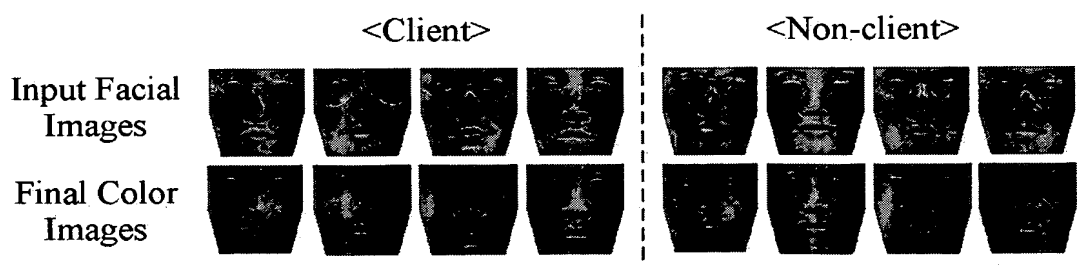 <Client>
<Non-client>
Input Facial
Images
Final Color
Images